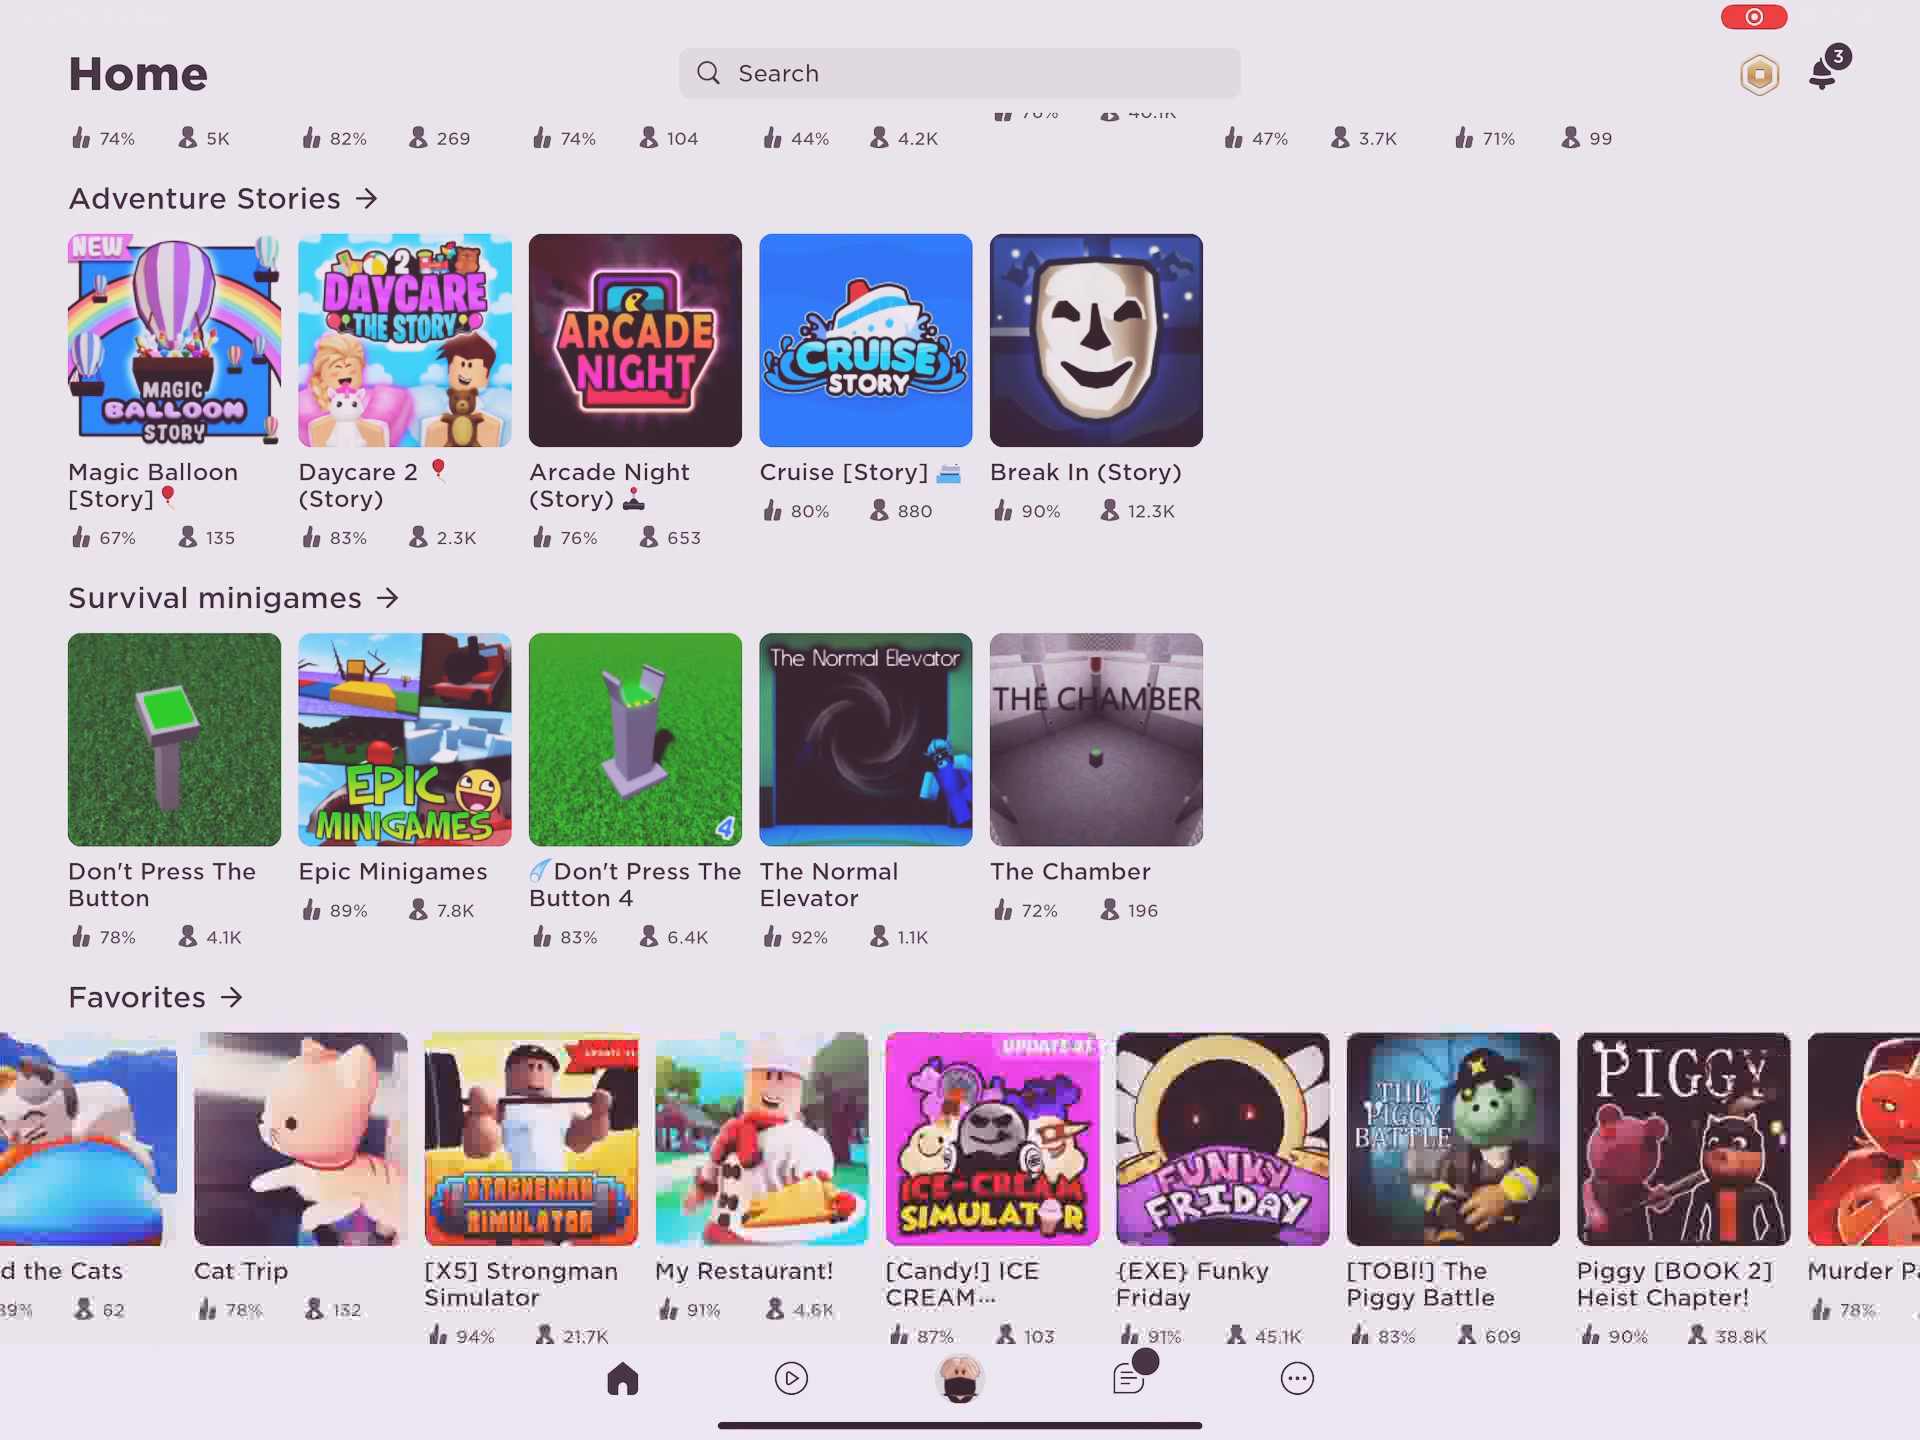 Home
Search
3
74% 5K 82% 269 74% 104 44% 4.2K 76% 40.1K 47% 3.7K 71% 99
Adventure Stories →
NEW
MAGIC
BALLOON
STORY
2
DAYCARE
THE STORY
ARCADE
NIGHT
CRUISE
STORY
Magic Balloon
[Story]🎈
67% 135
Daycare 2 🎈
(Story)
83% 2.3K
Arcade Night
(Story) 🕹️
76% 653
Cruise [Story] 🛳️
80% 880
Break In (Story)
90% 12.3K
Survival minigames →
EPIC
MINIGAMES
4
The Normal Elevator
THE CHAMBER
Don't Press The
Button
78% 4.1K
Epic Minigames
89% 7.8K
☄️Don't Press The
Button 4
83% 6.4K
The Normal
Elevator
92% 1.1K
The Chamber
72% 196
Favorites →
STRONGMAN
SIMULATOR
UPDATE
ICE-CREAM
SIMULATOR
FUNKY
FRIDAY
THE
PIGGY
BATTLE
PIGGY
d the Cats
39% 62
Cat Trip
78% 132
[X5] Strongman
Simulator
94% 21.7K
My Restaurant!
91% 4.6K
[Candy!] ICE
CREAM...
87% 103
{EXE} Funky
Friday
91% 45.1K
[TOBI!] The
Piggy Battle
83% 609
Piggy [BOOK 2]
Heist Chapter!
90% 38.8K
Murder P
78%